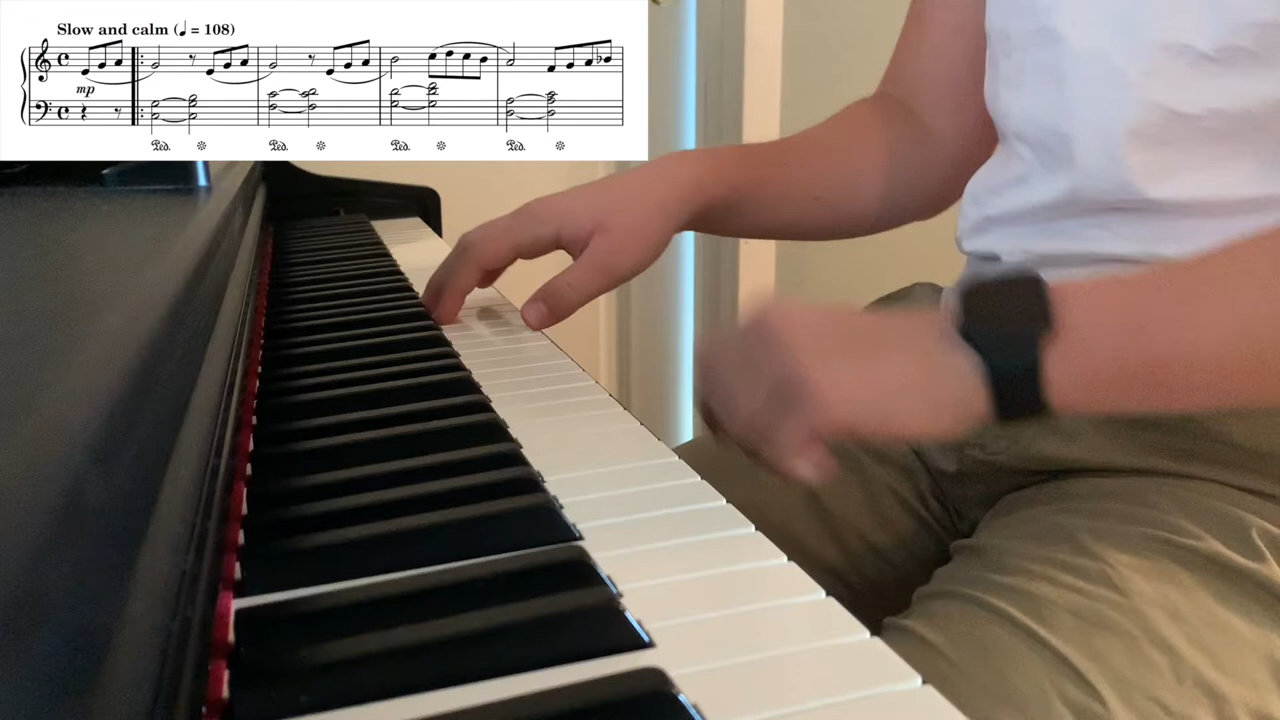 Slow and calm (♩ = 108)
mp
Ped. Ped. Ped. Ped.